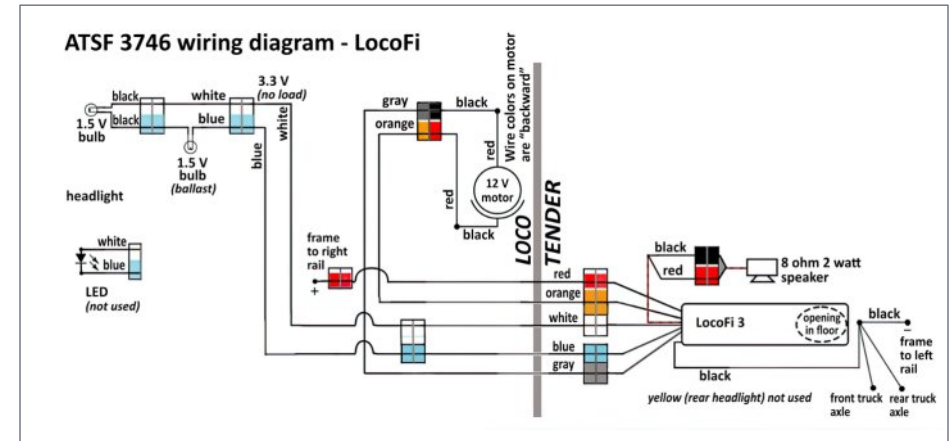 ATSF 3746 wiring diagram - LocoFi
black
white
3.3 V
(no load)
black
blue
1.5 V
bulb
1.5 V
bulb
(ballast)
white
blue
headlight
white
blue
LED
(not used)
gray
black
orange
red
red
12 V
motor
black
Wire colors on motor
are “backward”
LOCO
TENDER
frame
to right
rail
+
red
orange
white
blue
gray
black
red
8 ohm 2 watt
speaker
LocoFi 3
opening
in floor
black
–
frame
to left
rail
black
yellow (rear headlight) not used
front truck
axle
rear truck
axle